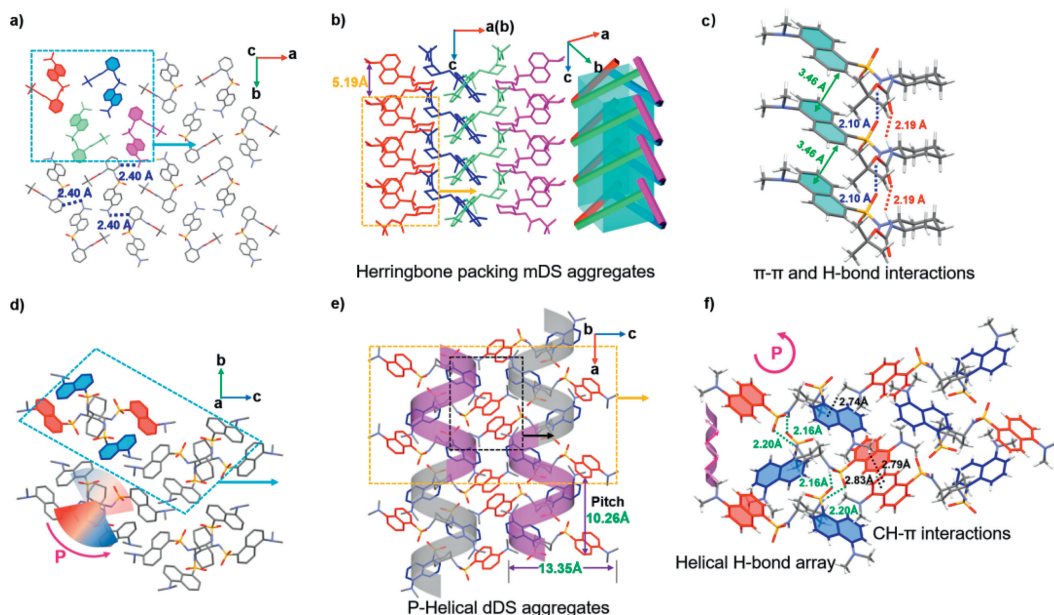 a)
c
a
b
2.40 Å
2.40 Å
2.40 Å
b)
a(b)
c
a
c
b
5.19Å
Herringbone packing mDS aggregates
c)
3.46 Å
2.10 Å
2.19 Å
3.46 Å
2.10 Å
2.19 Å
π-π and H-bond interactions
d)
b
a
c
P
e)
b
c
a
Pitch
10.26Å
13.35Å
P-Helical dDS aggregates
f)
P
2.74Å
2.16Å
2.20Å
2.79Å
2.16Å
2.83Å
2.20Å
CH-π interactions
Helical H-bond array